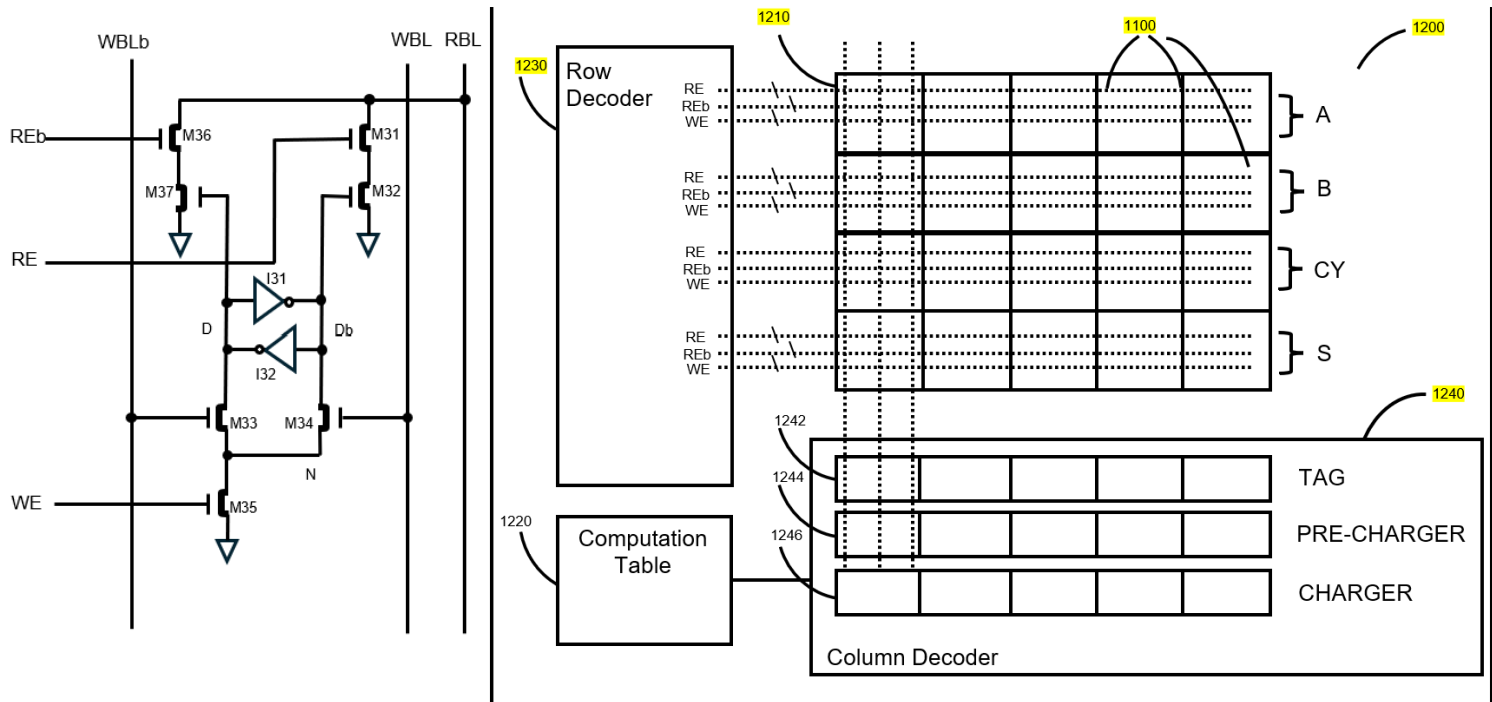 WBLb
WBL
RBL
REb
M36
M31
M37
M32
RE
I31
D
Db
I32
M33
M34
N
WE
M35
1210
1100
1200
1230
Row
Decoder
RE
REb
WE
A
RE
REb
WE
B
RE
REb
WE
CY
RE
REb
WE
S
1240
1242
TAG
1244
PRE-CHARGER
1246
CHARGER
1220
Computation
Table
Column Decoder